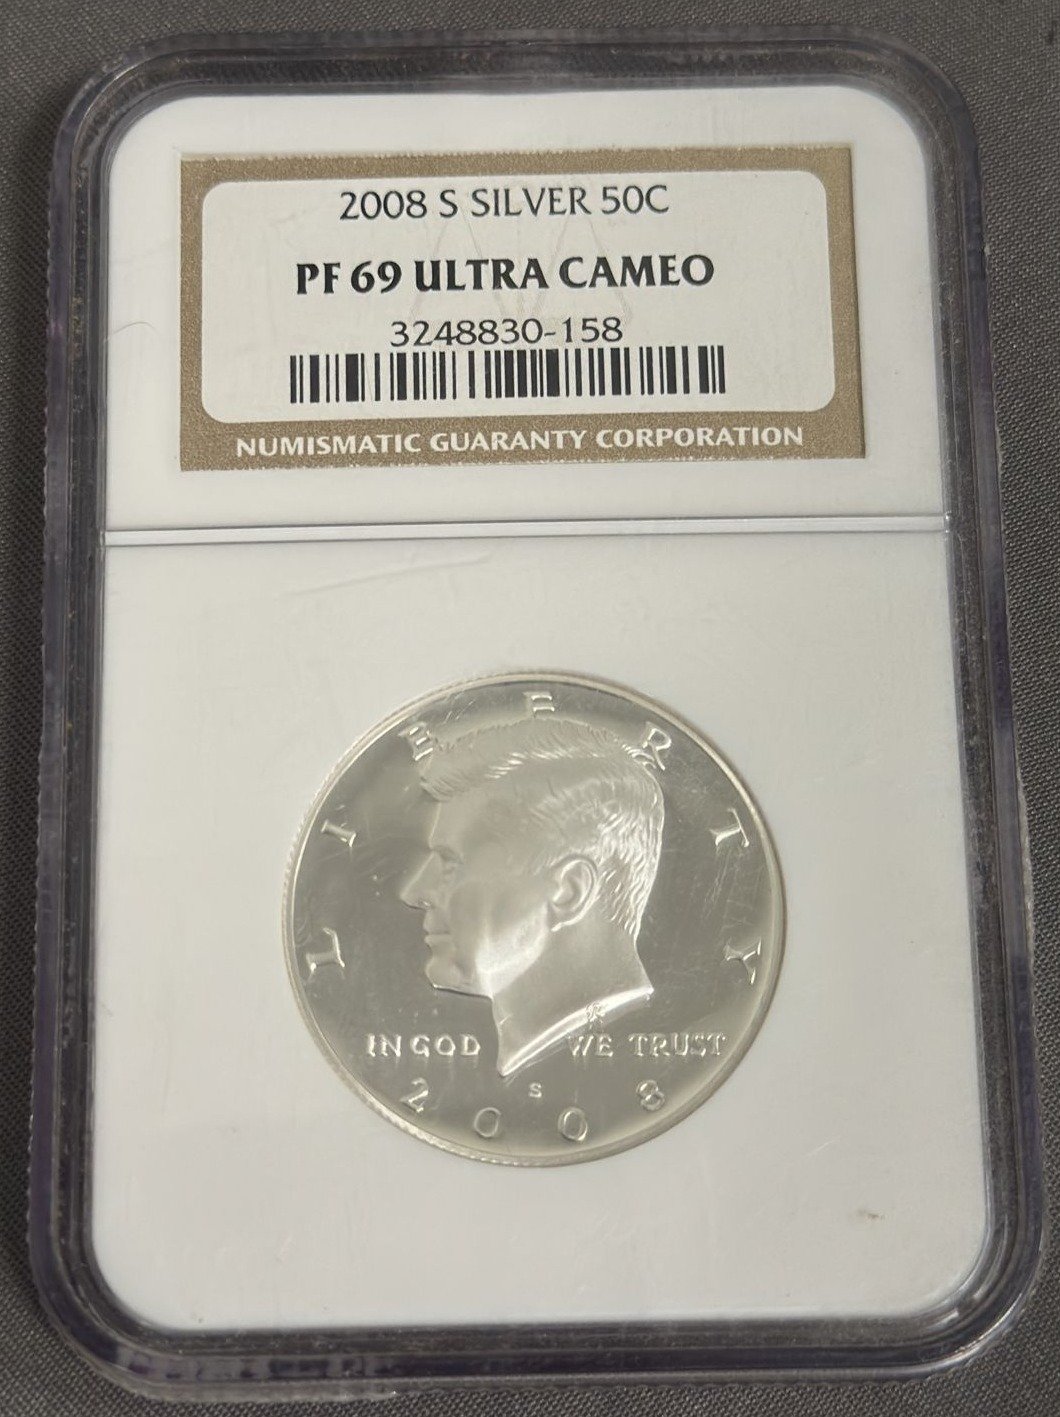 2008 S SILVER 50C
PF 69 ULTRA CAMEO
3248830-158
NUMISMATIC GUARANTY CORPORATION
LIBERTY
IN GOD WE TRUST
S
2008